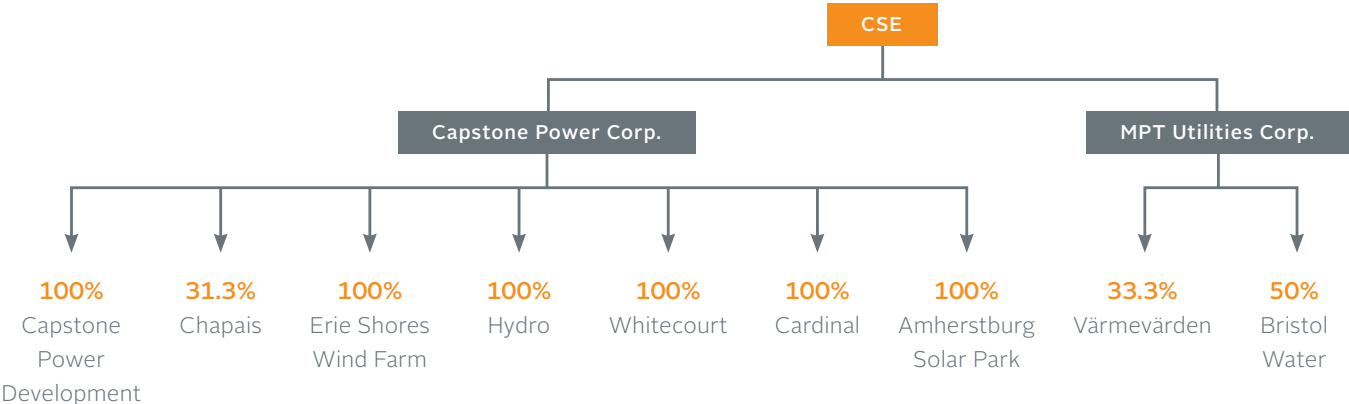 CSE
Capstone Power Corp.
MPT Utilities Corp.
100%
Capstone
Power
Development
31.3%
Chapais
100%
Erie Shores
Wind Farm
100%
Hydro
100%
Whitecourt
100%
Cardinal
100%
Amherstburg
Solar Park
33.3%
Värmevärden
50%
Bristol
Water